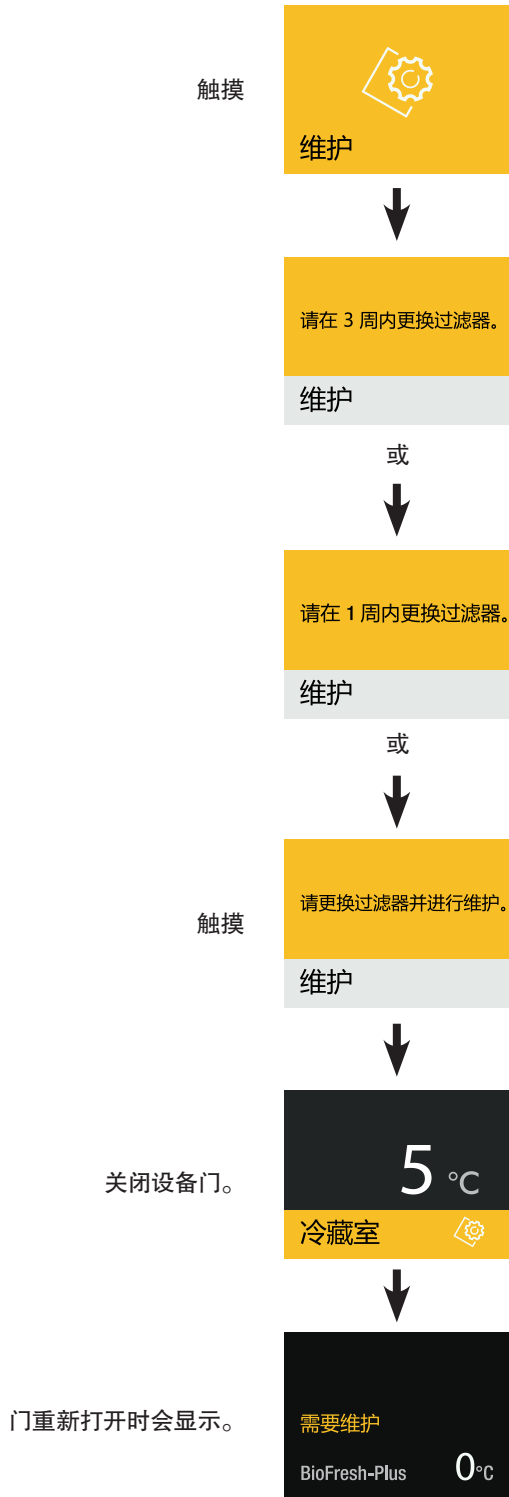 触摸
维护
请在 3 周内更换过滤器。
维护
或
请在 1 周内更换过滤器。
维护
或
请更换过滤器并进行维护。
触摸
维护
5 °C
关闭设备门。
冷藏室
门重新打开时会显示。
需要维护
BioFresh-Plus 0°C